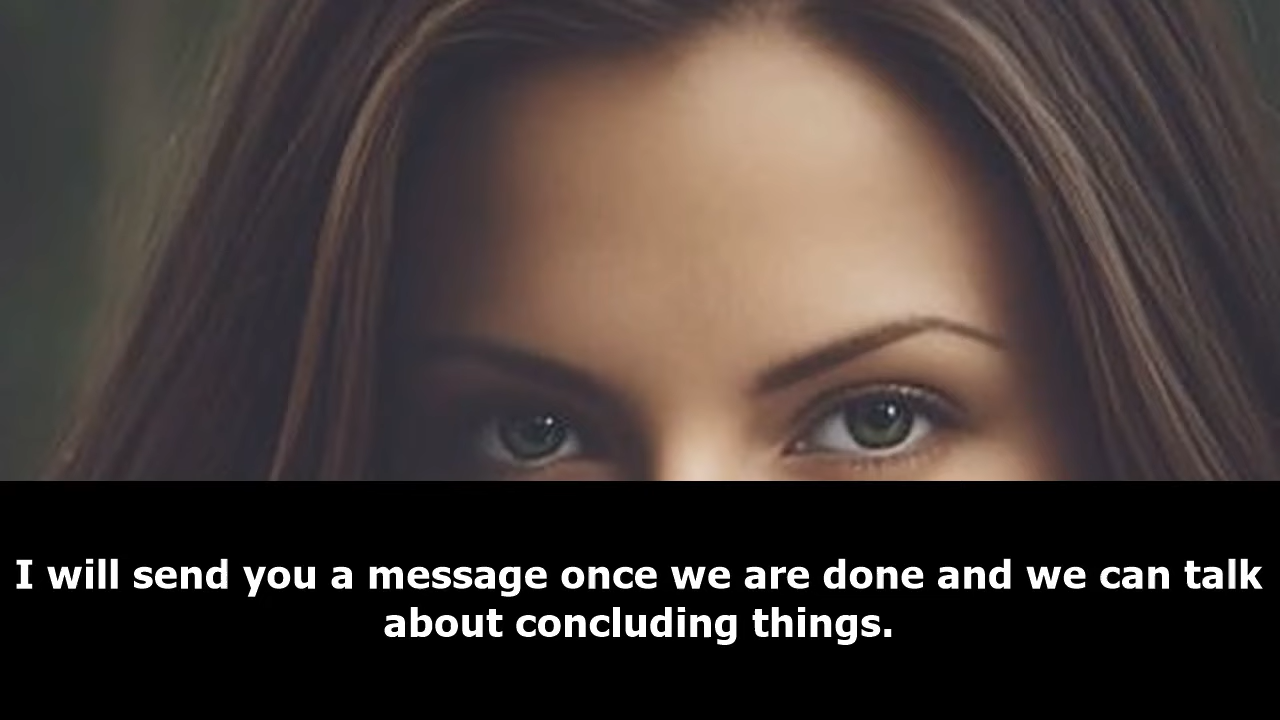 I will send you a message once we are done and we can talk
about concluding things.